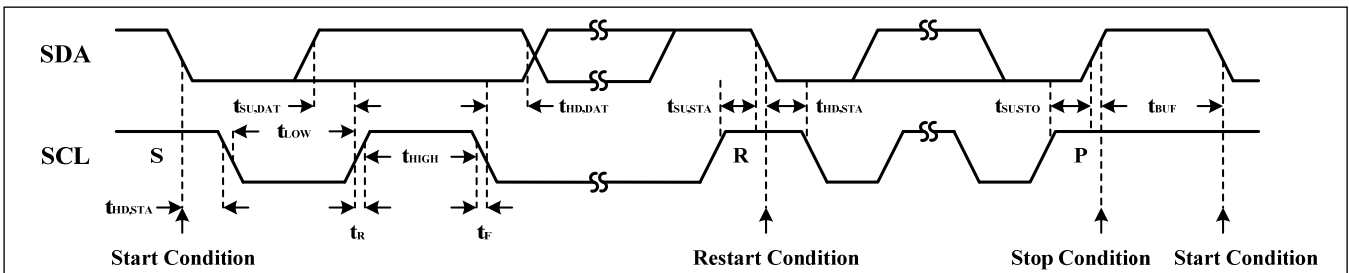 SDA
tSU,DAT
tHD,DAT
tSU,STA
tHD,STA
tSU,STO
tBUF
tLOW
SCL
S
tHIGH
R
P
tHD,STA
tR
tF
Start Condition
Restart Condition
Stop Condition
Start Condition